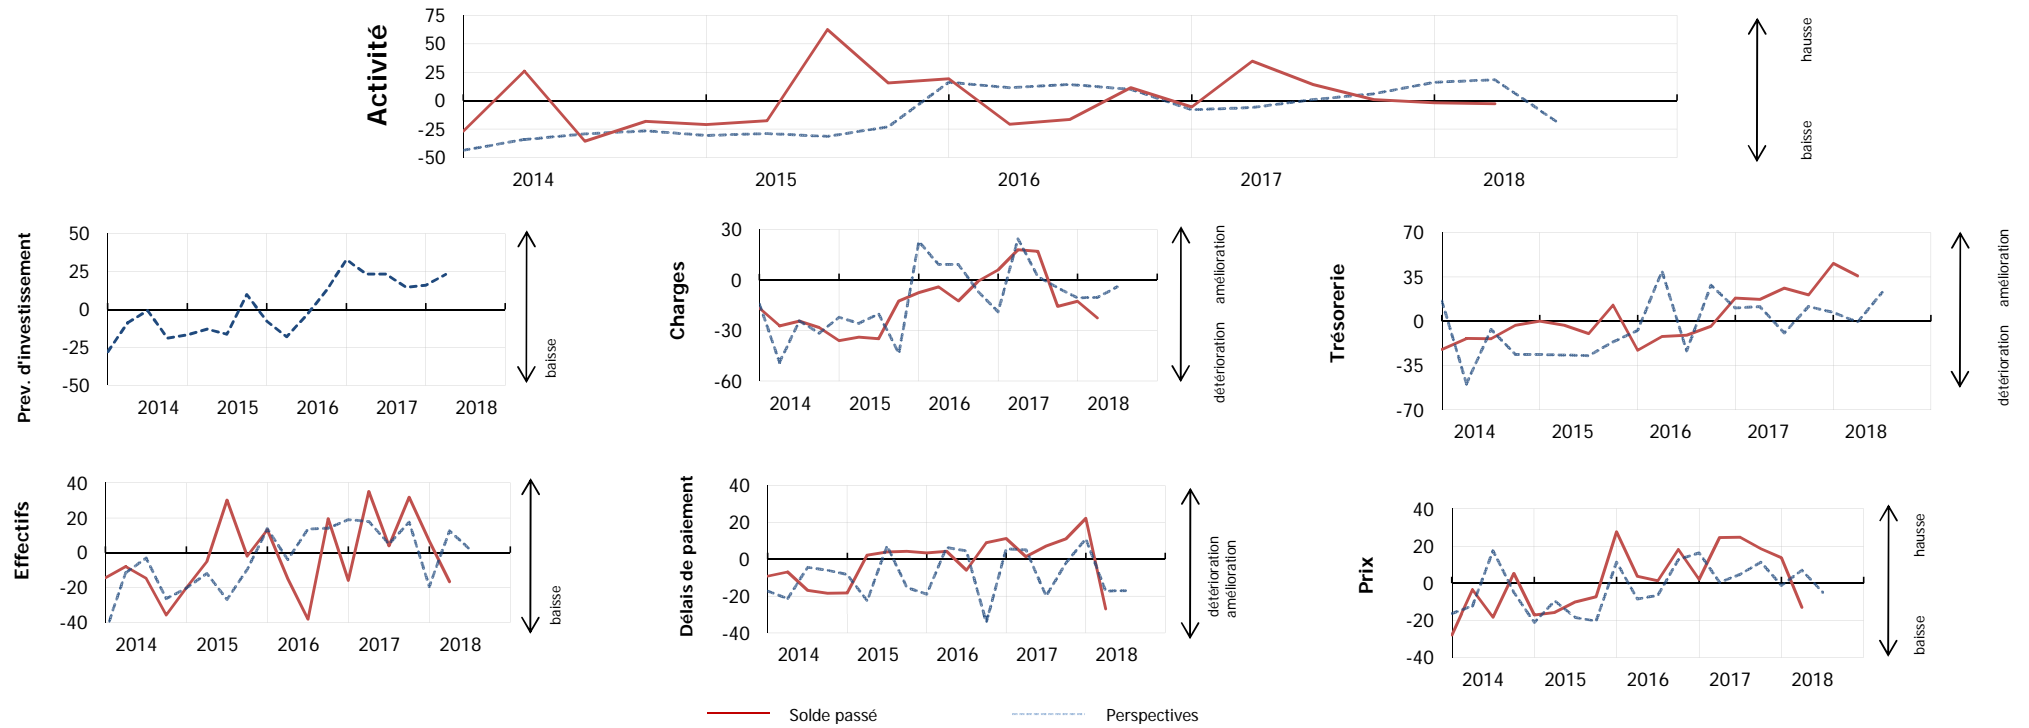 Activité
75
50
25
0
-25
-50
2014 2015 2016 2017 2018
hausse
baisse
Prev. d'investissement
50
25
0
-25
-50
2014 2015 2016 2017 2018
baisse
Charges
30
0
-30
-60
2014 2015 2016 2017 2018
amélioration
détérioration
Trésorerie
70
35
0
-35
-70
2014 2015 2016 2017 2018
amélioration
détérioration
Effectifs
40
20
0
-20
-40
2014 2015 2016 2017 2018
baisse
Délais de paiement
40
20
0
-20
-40
2014 2015 2016 2017 2018
détérioration
amélioration
Prix
40
20
0
-20
-40
2014 2015 2016 2017 2018
hausse
baisse
Solde passé Perspectives